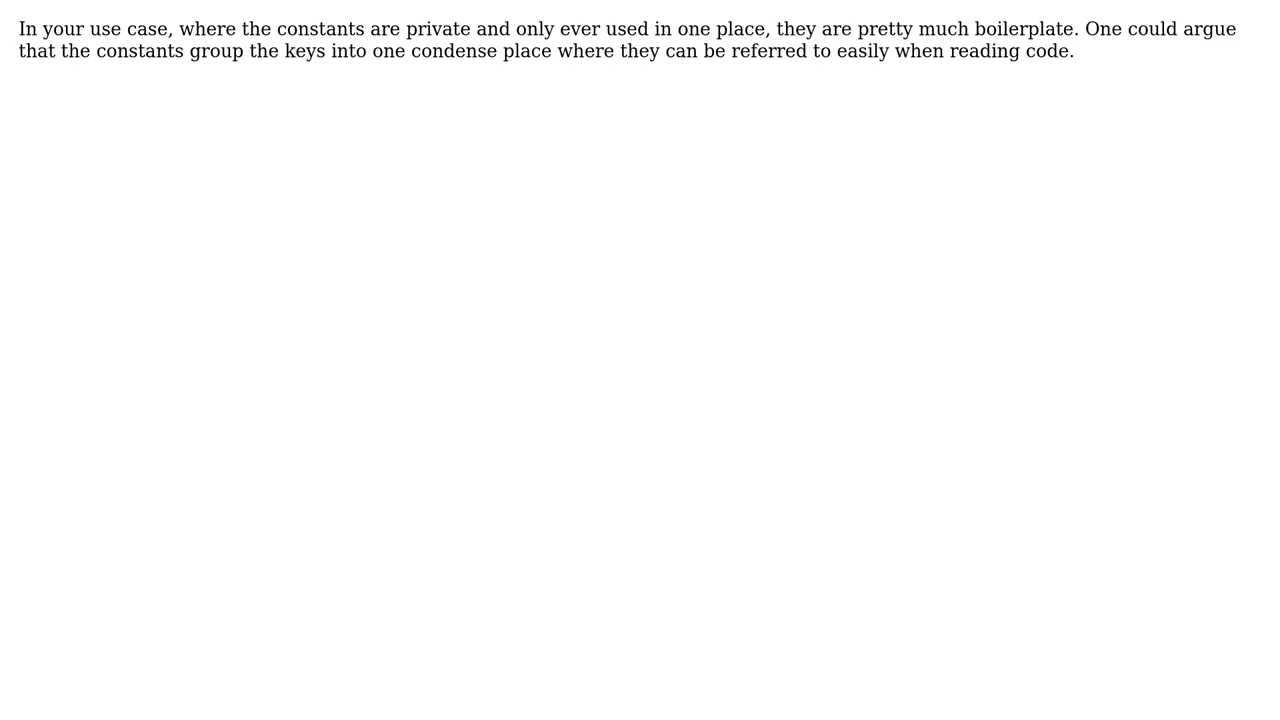 In your use case, where the constants are private and only ever used in one place, they are pretty much boilerplate. One could argue
that the constants group the keys into one condense place where they can be referred to easily when reading code.